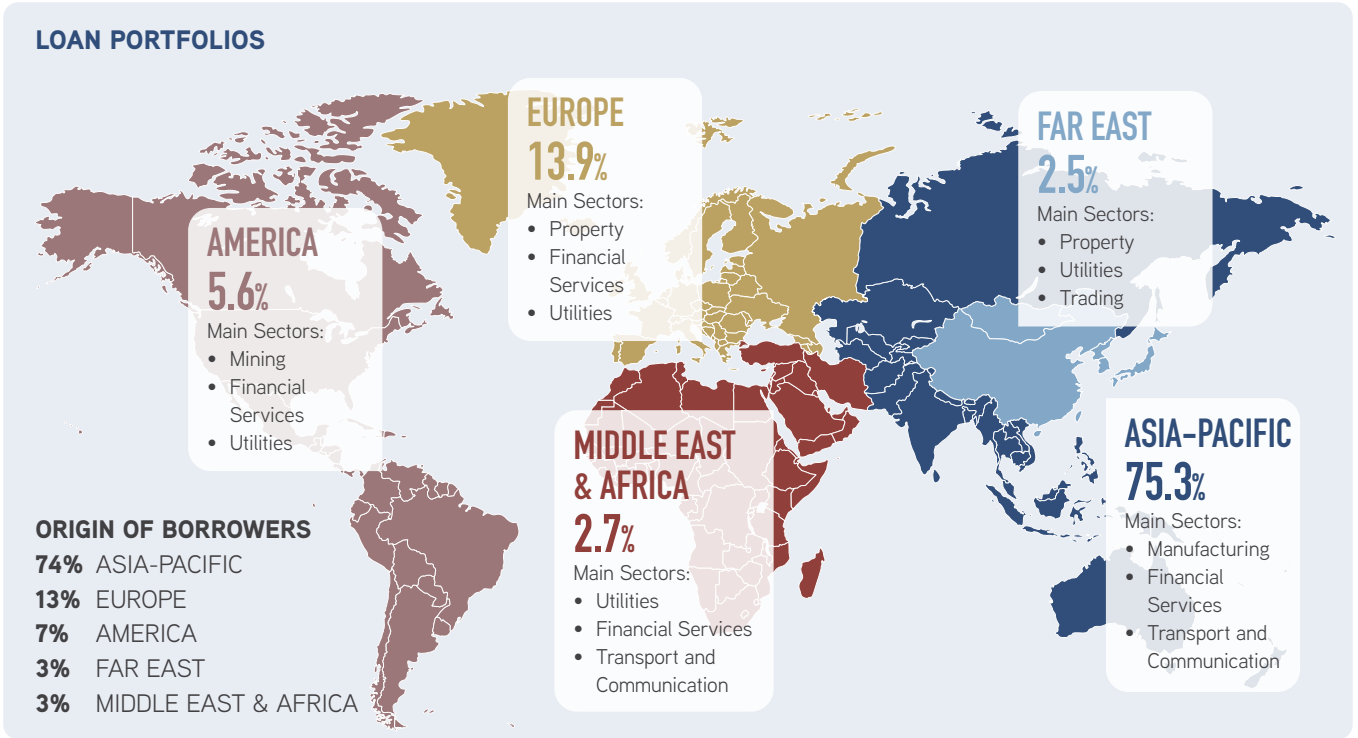 LOAN PORTFOLIOS
EUROPE
13.9%
Main Sectors:
• Property
• Financial
Services
• Utilities
FAR EAST
2.5%
Main Sectors:
• Property
• Utilities
• Trading
AMERICA
5.6%
Main Sectors:
• Mining
• Financial
Services
• Utilities
MIDDLE EAST
& AFRICA
2.7%
Main Sectors:
• Utilities
• Financial Services
• Transport and
Communication
ASIA-PACIFIC
75.3%
Main Sectors:
• Manufacturing
• Financial
Services
• Transport and
Communication
ORIGIN OF BORROWERS
74% ASIA-PACIFIC
13% EUROPE
7% AMERICA
3% FAR EAST
3% MIDDLE EAST & AFRICA